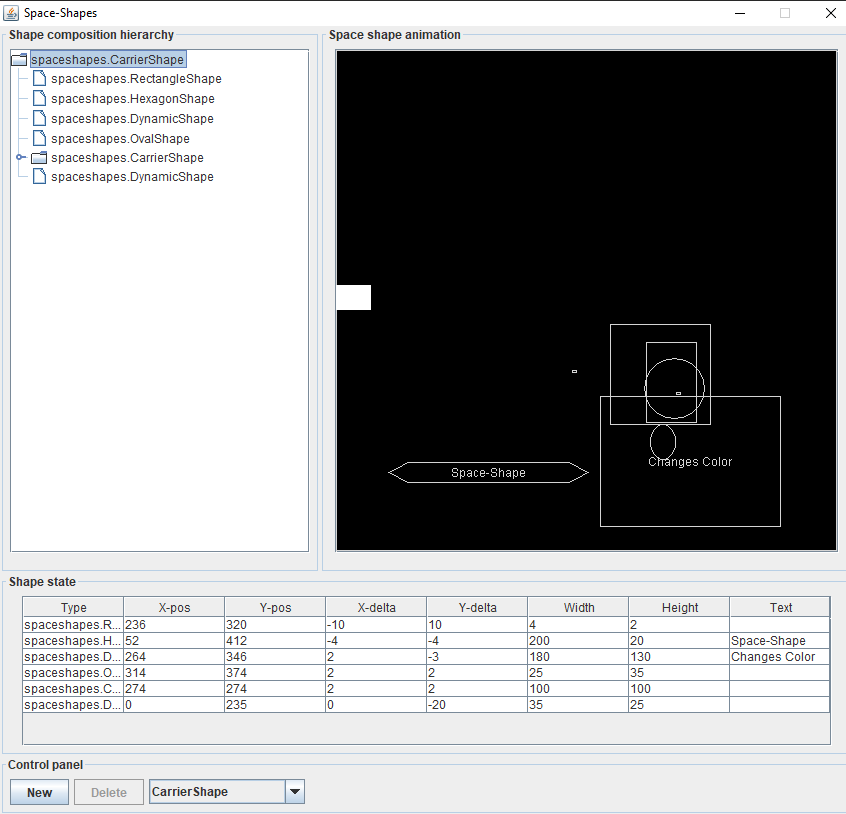 Space-Shapes
Shape composition hierarchy
Space shape animation
spaceshapes.CarrierShape
spaceshapes.RectangleShape
spaceshapes.HexagonShape
spaceshapes.DynamicShape
spaceshapes.OvalShape
spaceshapes.CarrierShape
spaceshapes.DynamicShape
Space-Shape
Changes Color
Shape state
Type X-pos Y-pos X-delta Y-delta Width Height Text
spaceshapes.R... 236 320 -10 10 4 2
spaceshapes.H... 52 412 -4 -4 200 20 Space-Shape
spaceshapes.D... 264 346 2 -3 180 130 Changes Color
spaceshapes.O... 314 374 2 2 25 35
spaceshapes.C... 274 274 2 2 100 100
spaceshapes.D... 0 235 0 -20 35 25
Control panel
New Delete CarrierShape